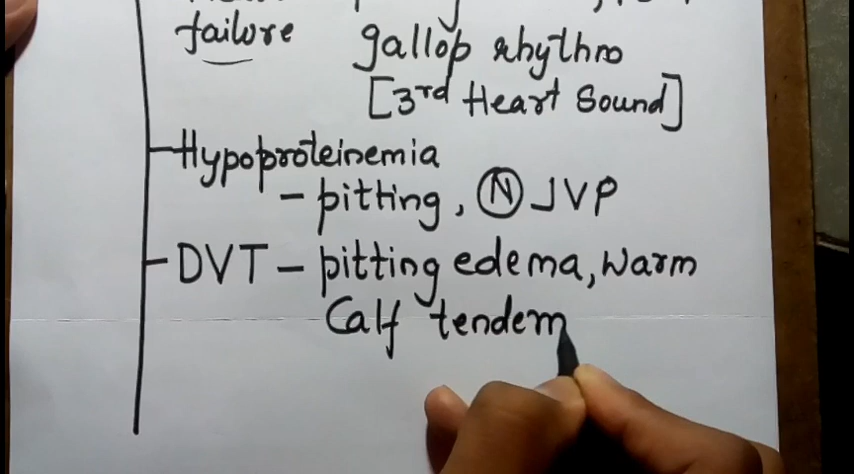 failure gallop rhythm
[3rd Heart Sound]
Hypoproteinemia
- pitting, Ⓝ JVP
- DVT - pitting edema, Warm
Calf tendern